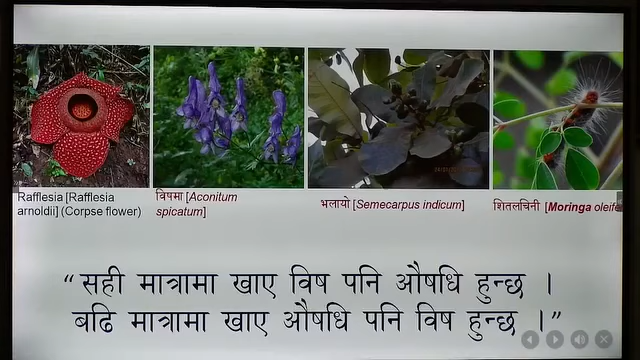 Rafflesia [Rafflesia
arnoldii] (Corpse flower)
विषमा [Aconitum
spicatum]
भलायो [Semecarpus indicum]
शितलचिनी [Moringa oleife
“ सही मात्रामा खाए विष पनि औषधि हुन्छ ।
बढि मात्रामा खाए औषधि पनि विष हुन्छ ।”